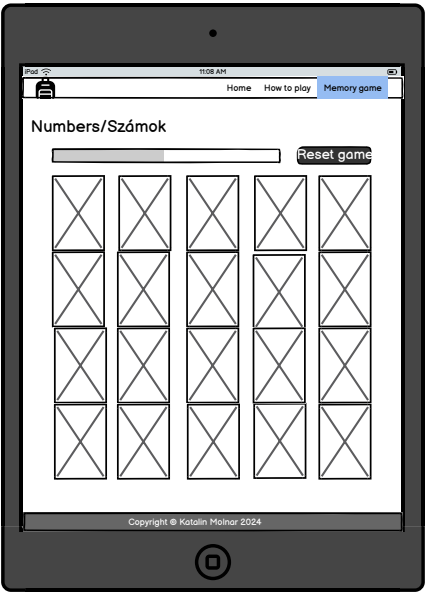 iPad
11:08 AM
Home How to play Memory game
Numbers/Számok
Reset game
Copyright © Katalin Molnar 2024